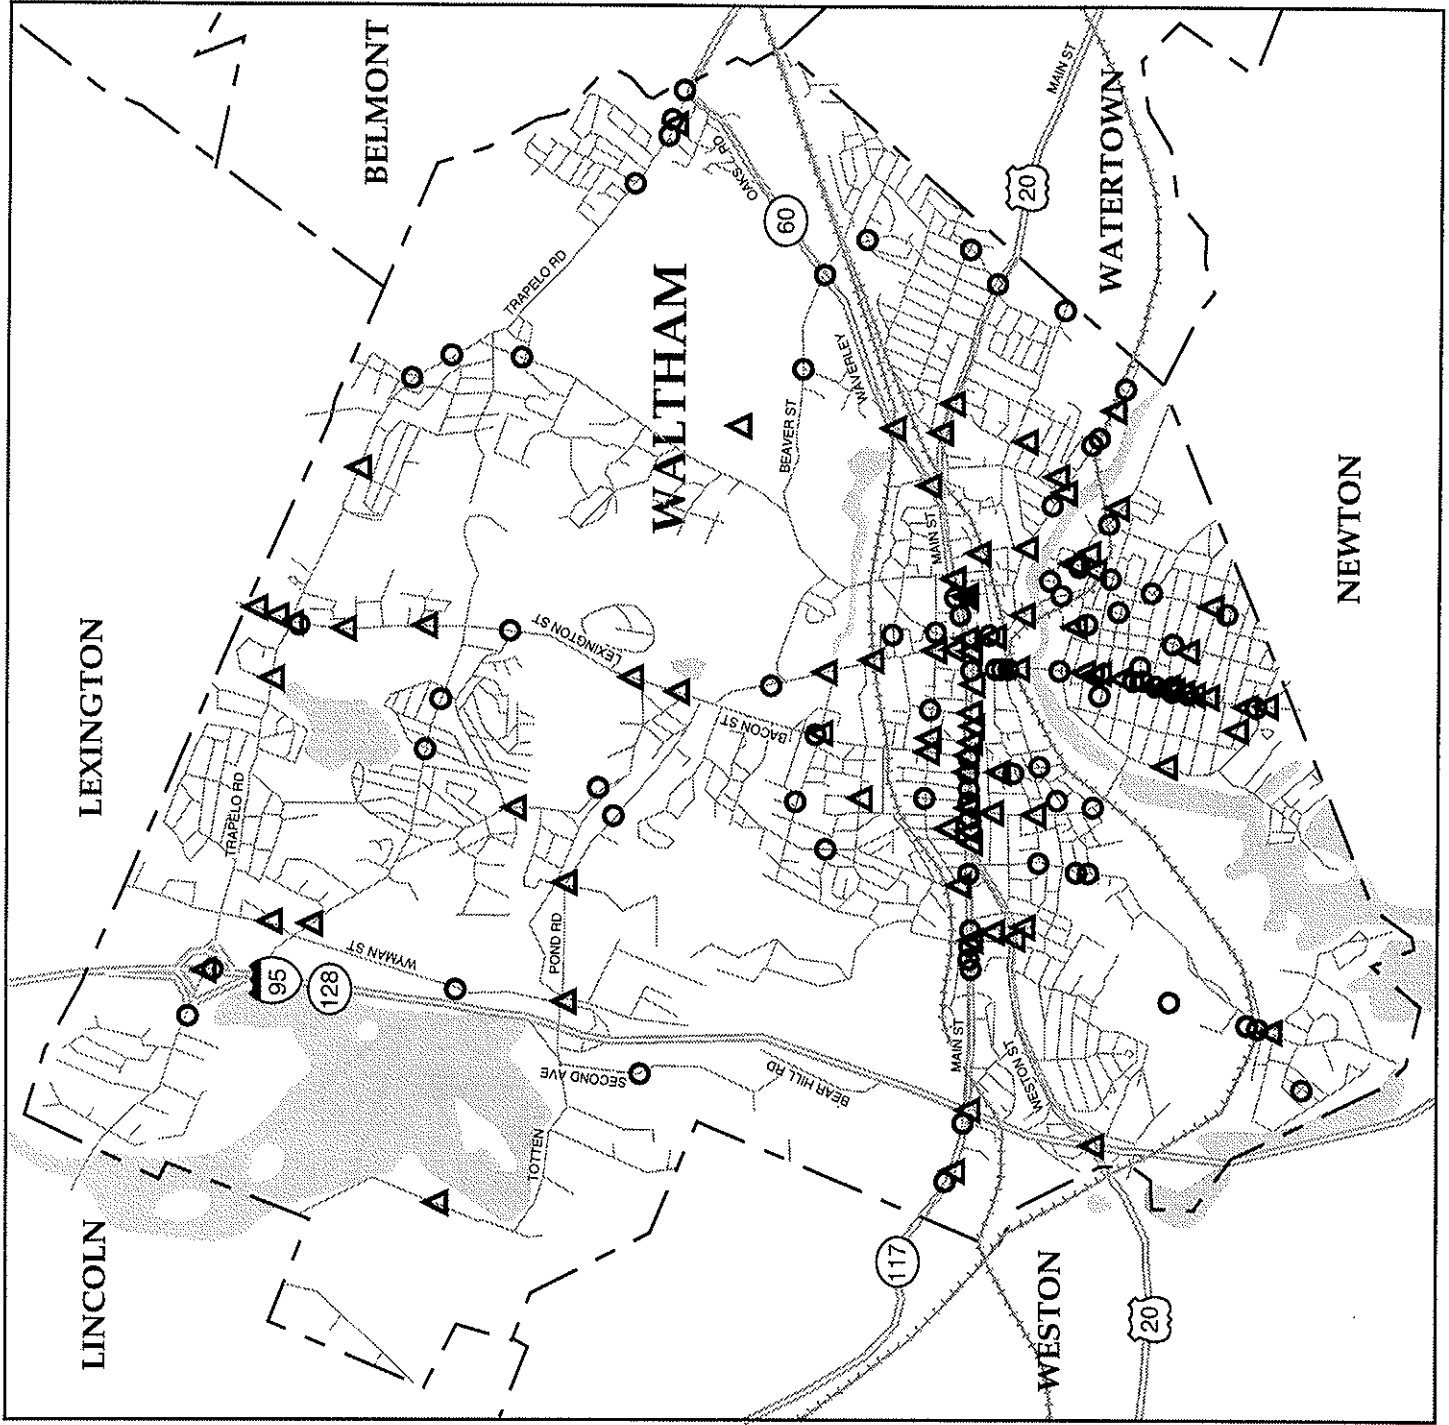 LINCOLN
LEXINGTON
BELMONT
WALTHAM
WATERTOWN
NEWTON
WESTON
TRAPELO RD
TRAPELO RD
WYMAN ST
95
128
POND RD
SECOND AVE
TOTTEN
BEAR HILL RD
LEXINGTON ST
BACON ST
BEAVER ST
WAVERLEY
OAKS RD
60
MAIN ST
20
MAIN ST
MAIN ST
WESTON ST
117
20